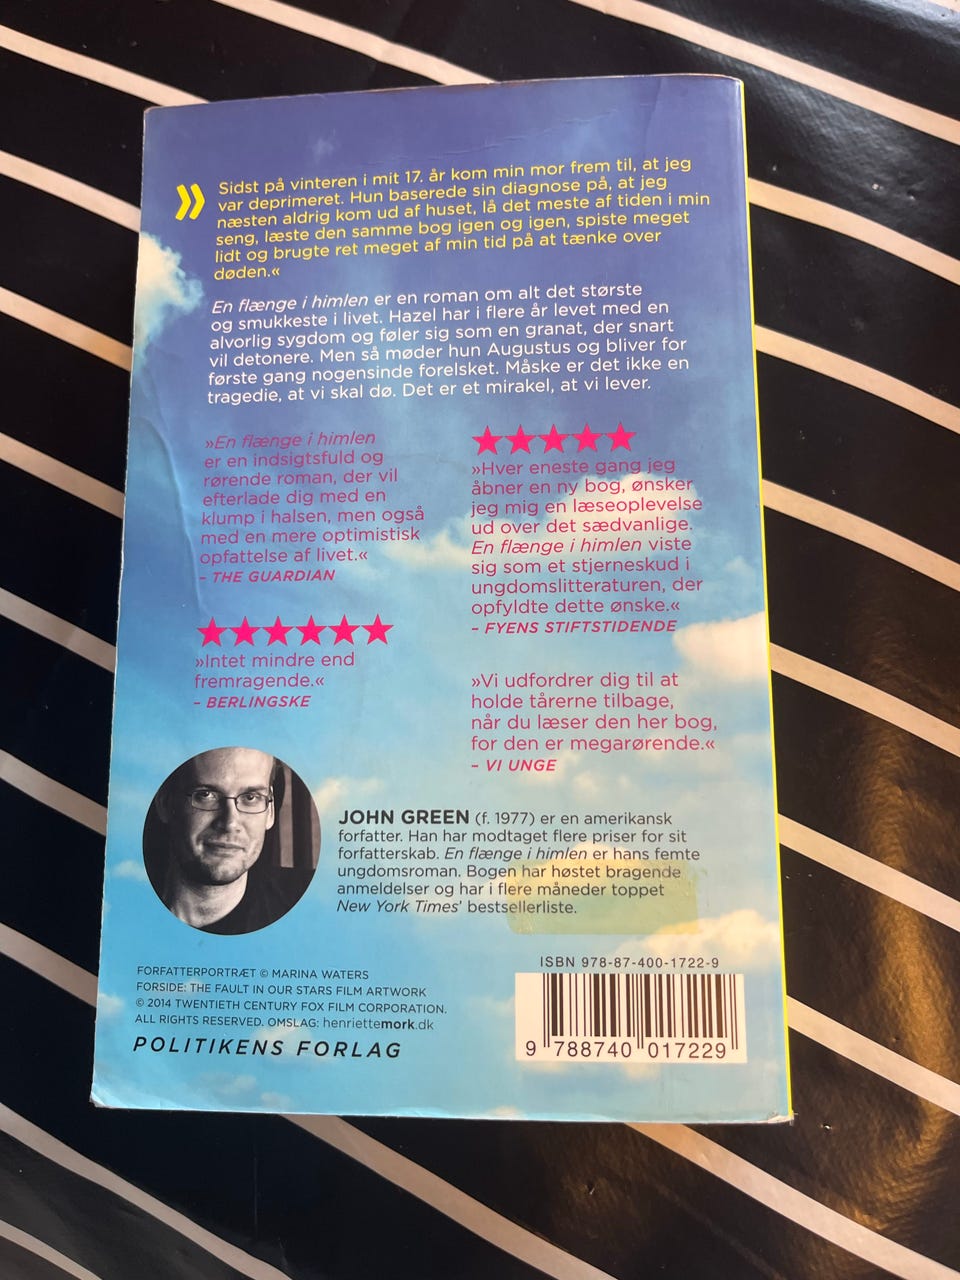 » Sidst på vinteren i mit 17. år kom min mor frem til, at jeg
var deprimeret. Hun baserede sin diagnose på, at jeg
næsten aldrig kom ud af huset, lå det meste af tiden i min
seng, læste den samme bog igen og igen, spiste meget
lidt og brugte ret meget af min tid på at tænke over
døden.«
En flænge i himlen er en roman om alt det største
og smukkeste i livet. Hazel har i flere år levet med en
alvorlig sygdom og føler sig som en granat, der snart
vil detonere. Men så møder hun Augustus og bliver for
første gang nogensinde forelsket. Måske er det ikke en
tragedie, at vi skal dø. Det er et mirakel, at vi lever.
»En flænge i himlen
er en indsigtsfuld og
rørende roman, der vil
efterlade dig med en
klump i halsen, men også
med en mere optimistisk
opfattelse af livet.«
– THE GUARDIAN
★★★★★★
»Intet mindre end
fremragende.«
– BERLINGSKE
★★★★★
»Hver eneste gang jeg
åbner en ny bog, ønsker
jeg mig en læseoplevelse
ud over det sædvanlige.
En flænge i himlen viste
sig som et stjerneskud i
ungdomslitteraturen, der
opfyldte dette ønske.«
– FYENS STIFTSTIDENDE
»Vi udfordrer dig til at
holde tårerne tilbage,
når du læser den her bog,
for den er megarørende.«
– VI UNGE
JOHN GREEN (f. 1977) er en amerikansk
forfatter. Han har modtaget flere priser for sit
forfatterskab. En flænge i himlen er hans femte
ungdomsroman. Bogen har høstet bragende
anmeldelser og har i flere måneder toppet
New York Times' bestsellerliste.
FORFATTERPORTRÆT © MARINA WATERS
FORSIDE: THE FAULT IN OUR STARS FILM ARTWORK
© 2014 TWENTIETH CENTURY FOX FILM CORPORATION.
ALL RIGHTS RESERVED. OMSLAG: henriettemork.dk
POLITIKENS FORLAG
ISBN 978-87-400-1722-9
9 788740 017229